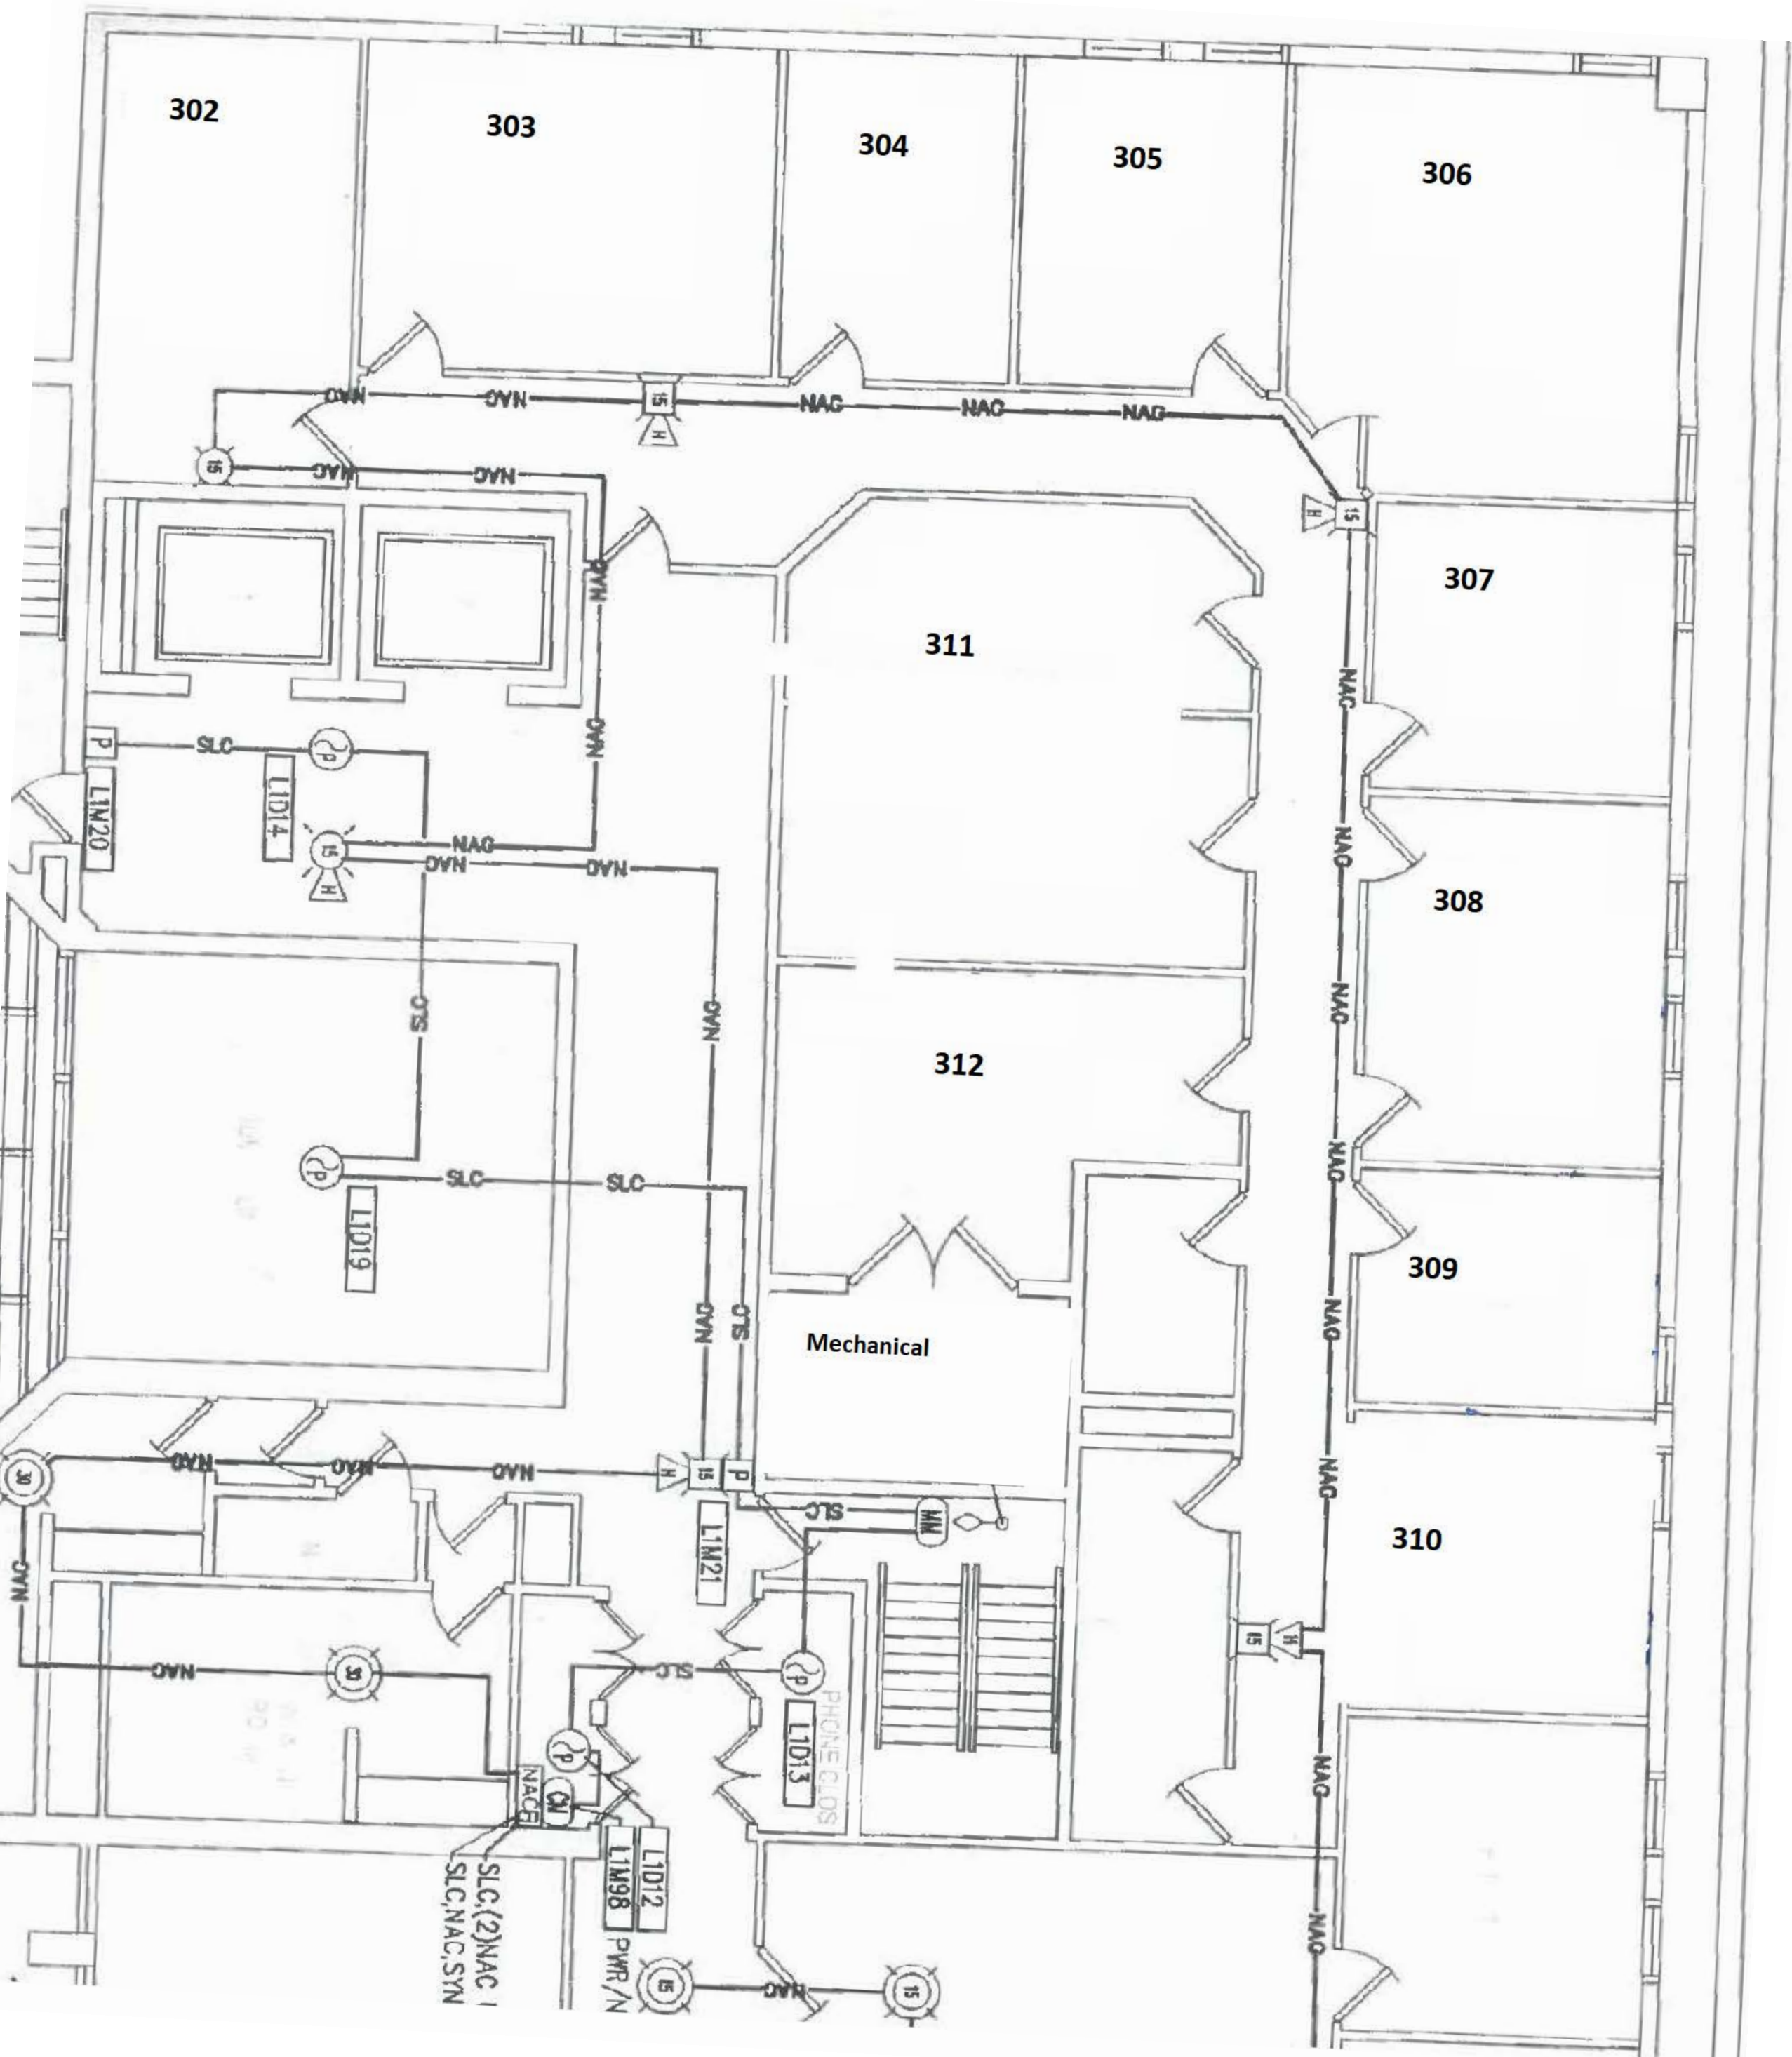 302
303
304
305
306
NAC
NAC
15
NAC
NAC
NAC
H
15
NAC
NAC
H
15
NAC
307
311
NAC
NAC
P
SLC
P
L1M20
L1D14
15
NAC
NAC
NAC
H
NAC
308
SLC
NAC
NAC
312
NAC
P
SLC
SLC
L1D19
309
NAC
SLC
NAC
Mechanical
30
NAC
NAC
NAC
H
15
P
NAC
SLC
MM
L1M21
310
NAC
15
H
NAC
30
SLC
P
L1D13
PHONE CLOS
P
NACE
CM
NAC
L1M98
L1D12
SLC,(2)NAC
SLC,NAC,SYN
PWR/N
NAC
15
NAC
15